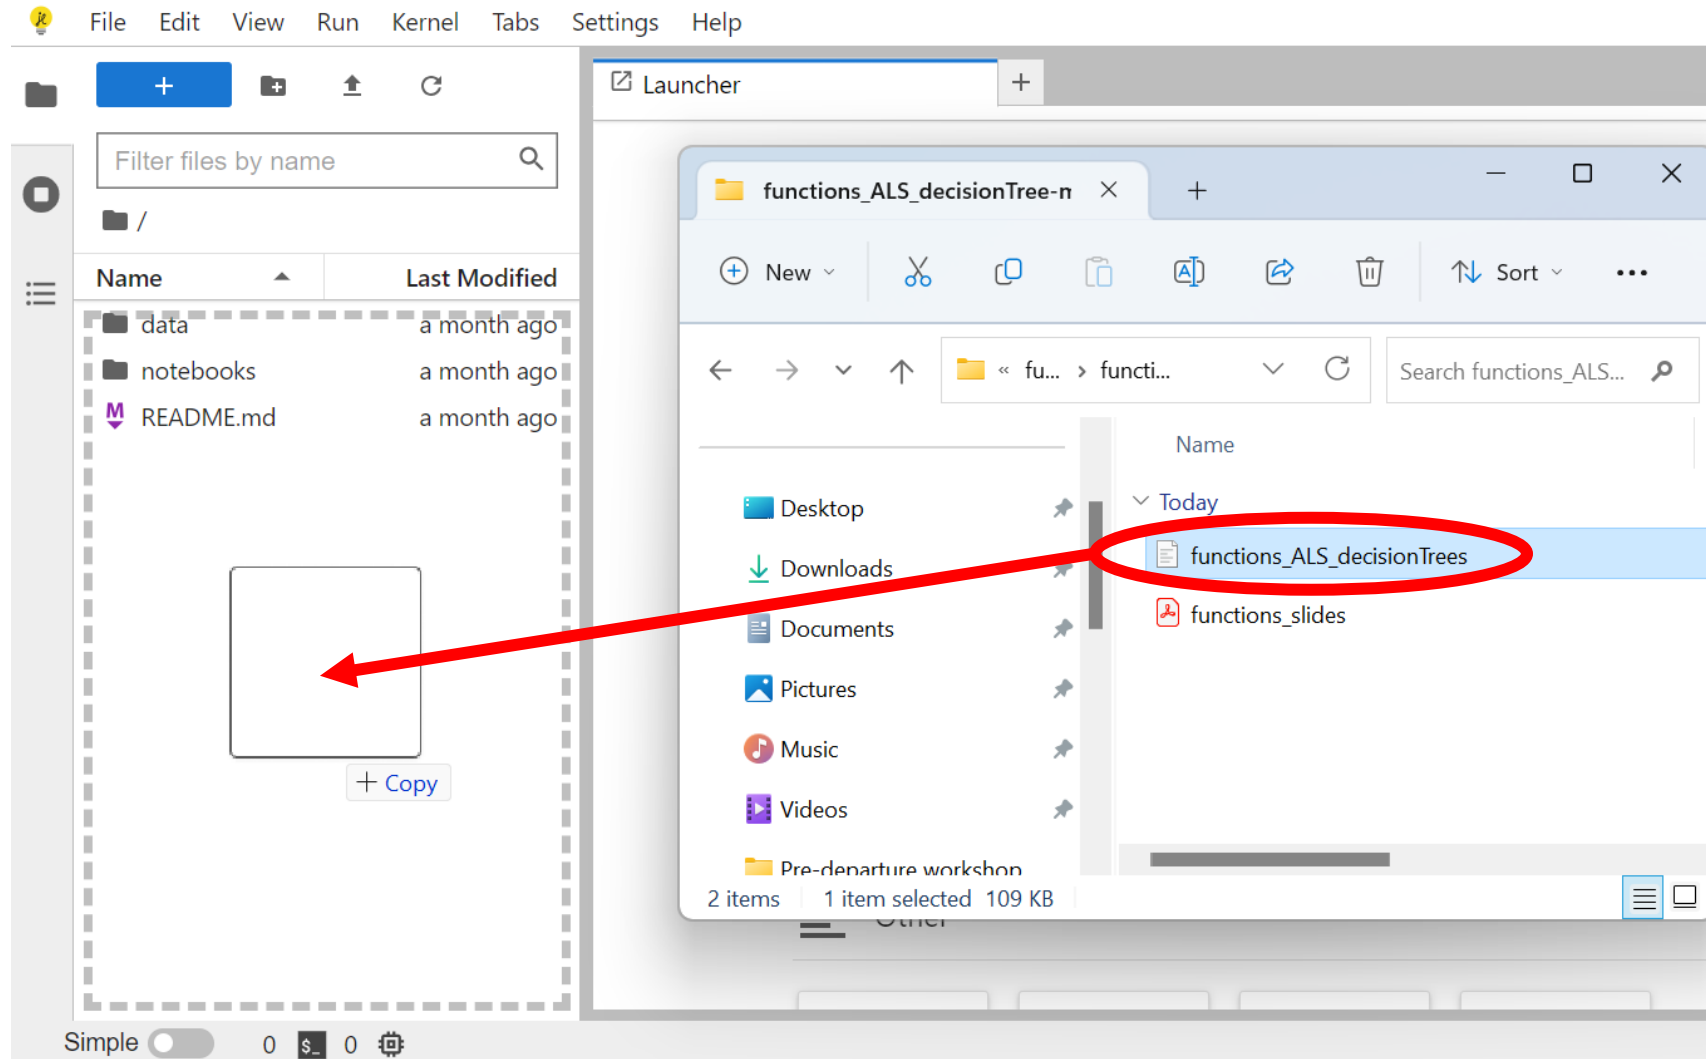 File Edit View Run Kernel Tabs Settings Help
Launcher
Filter files by name
/
Name Last Modified
data a month ago
notebooks a month ago
README.md a month ago
+ Copy
functions_ALS_decisionTree-m
New Sort
« fu... > functi...
Search functions_ALS...
Desktop
Downloads
Documents
Pictures
Music
Videos
Pre-departure workshop
Name
Today
functions_ALS_decisionTrees
functions_slides
2 items 1 item selected 109 KB
Other
Simple 0 $_ 0